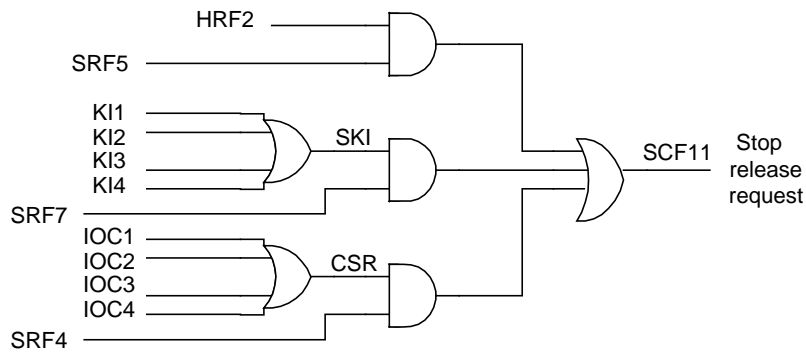 HRF2
SRF5
KI1
KI2
KI3
KI4
SKI
SRF7
IOC1
IOC2
IOC3
IOC4
CSR
SRF4
SCF11
Stop
release
request